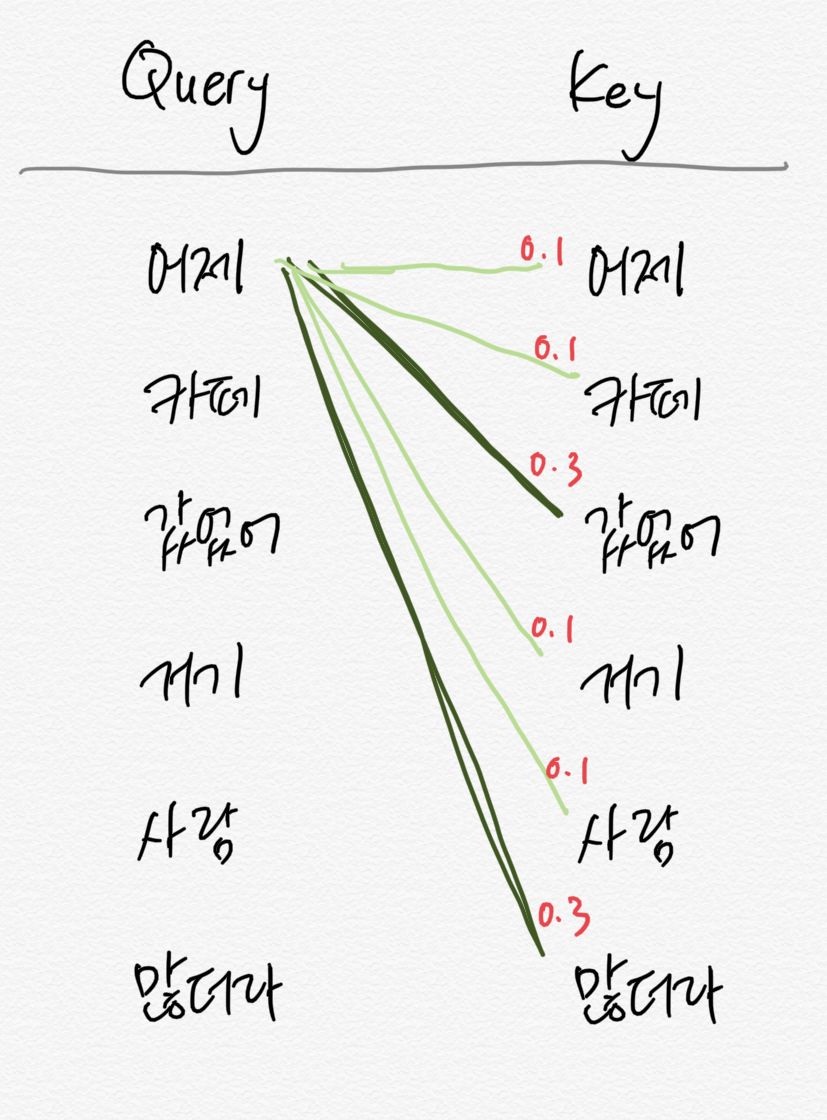 Query Key
어제 0.1 어제
0.1
카페 카페
0.3
갔었어 갔었어
0.1
거기 거기
0.1
사람 사람
0.3
많더라 많더라